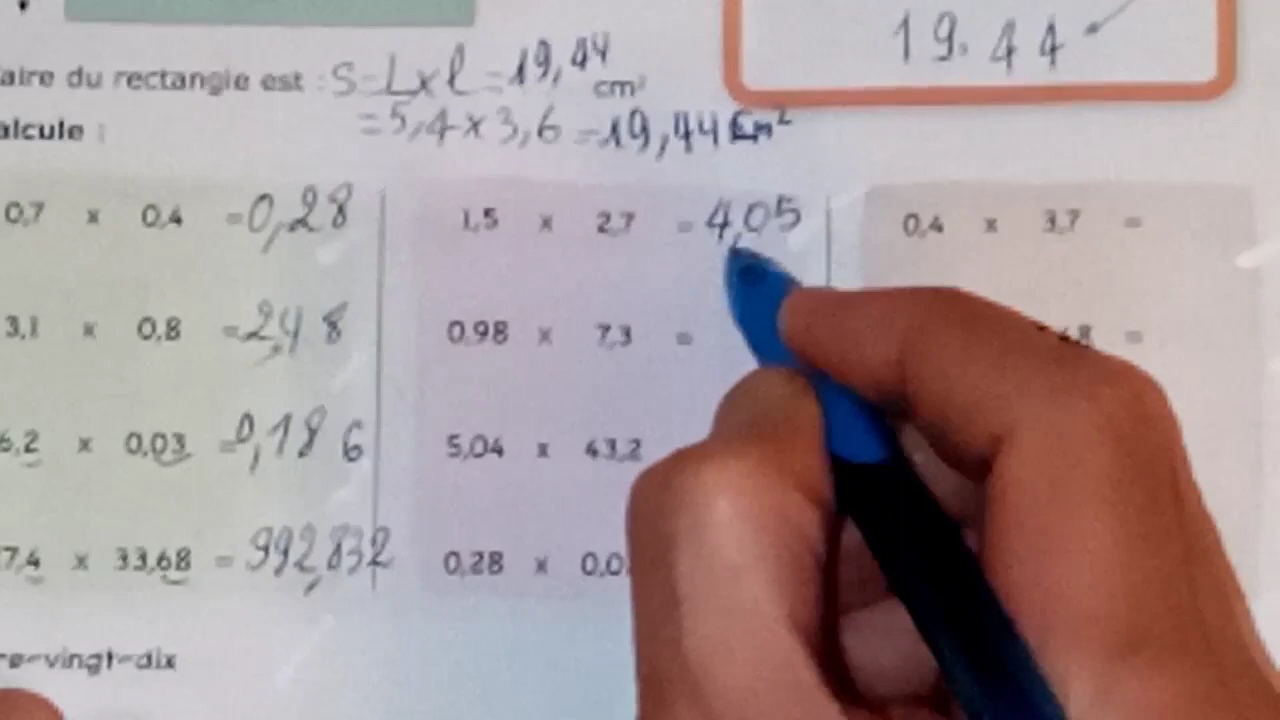 19.44
aire du rectangle est : S=L×l=19,44 cm²
=5,4×3,6=19,44 cm²
alcule :
0,7 x 0,4 =0,28
1,5 x 2,7 =4,05
0,4 x 3,7 =
3,1 x 0,8 =2,48
0,98 x 7,3 =
,68 =
6,2 x 0,03 =0,186
5,04 x 43,2
7,4 x 33,68 =992,832
0,28 x 0,0
re-vingt-dix